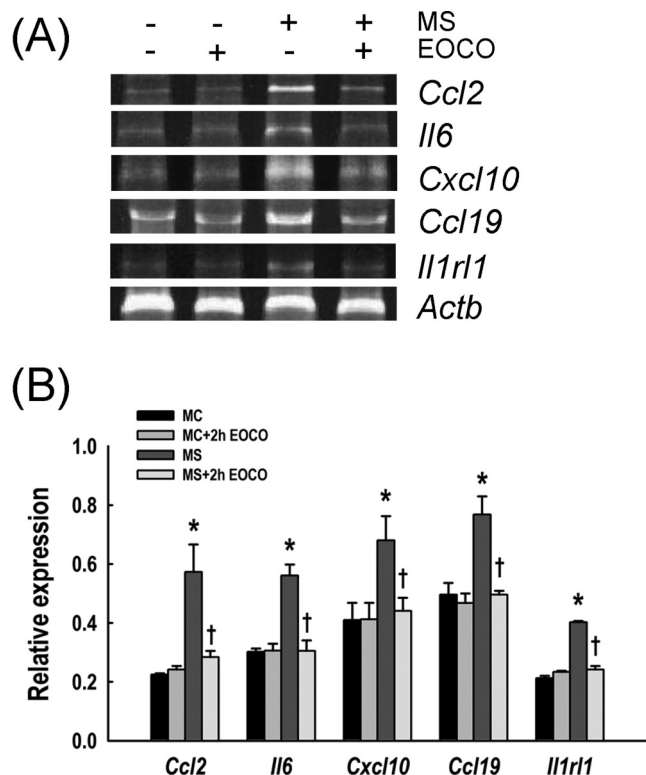 (A)
- - + + MS
- + - + EOCO
Ccl2
Il6
Cxcl10
Ccl19
Il1rl1
Actb
(B)
MC
MC+2h EOCO
MS
MS+2h EOCO
Relative expression
1.0
0.8
0.6
0.4
0.2
0.0
* † * † * † * † * †
Ccl2 Il6 Cxcl10 Ccl19 Il1rl1